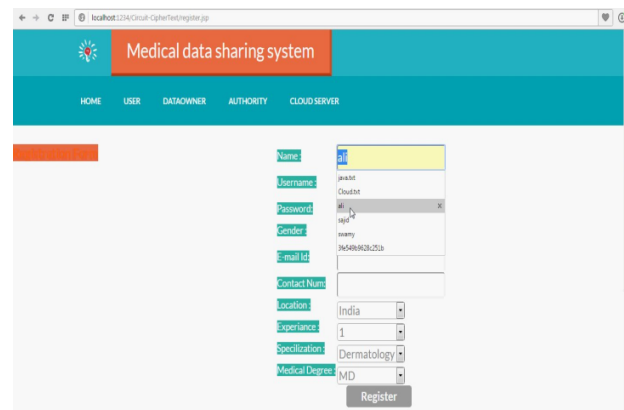 localhost:1234/Circuit-CipherText/register.jsp
Medical data sharing system
HOME USER DATAOWNER AUTHORITY CLOUD SERVER
Name : ali
Username : java.txt
Cloud.txt
Password: ali x
sajid
Gender : swamy
E-mail Id:
Contact Num:
Location : India
Experiance : 1
Specilization : Dermatology
Medical Degree : MD
Register